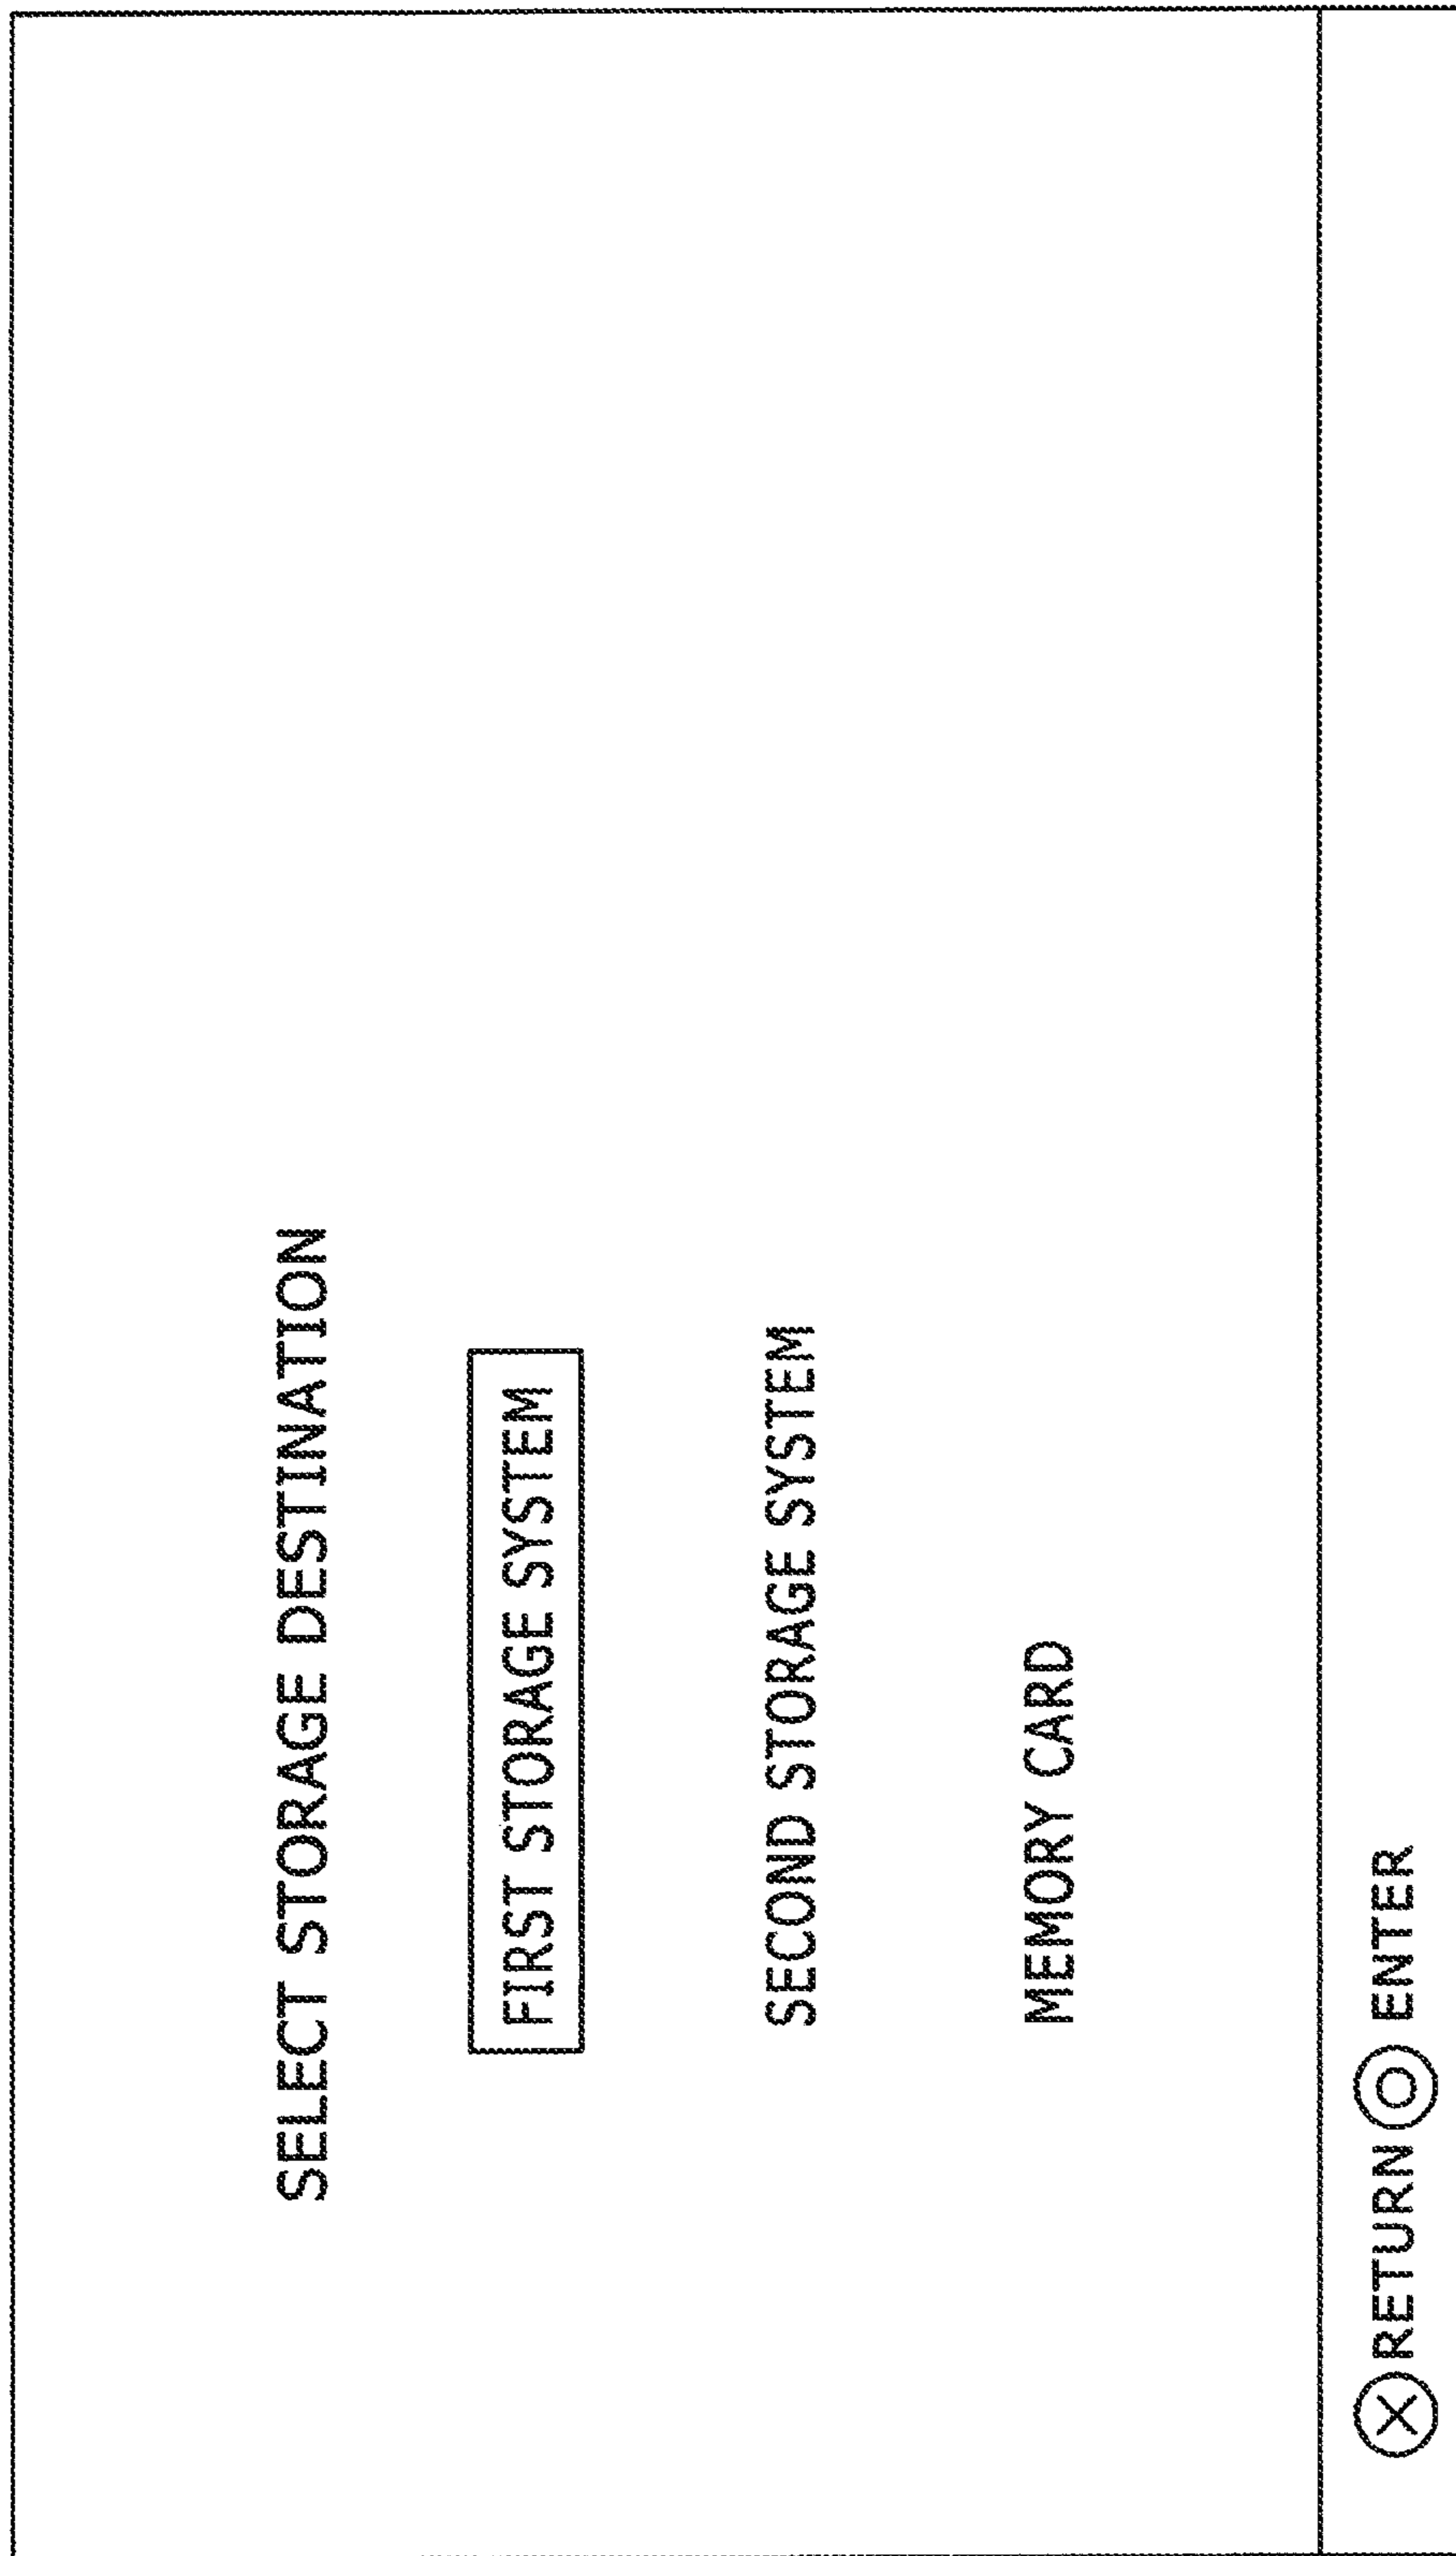 SELECT STORAGE DESTINATION
FIRST STORAGE SYSTEM
SECOND STORAGE SYSTEM
MEMORY CARD
RETURN ENTER